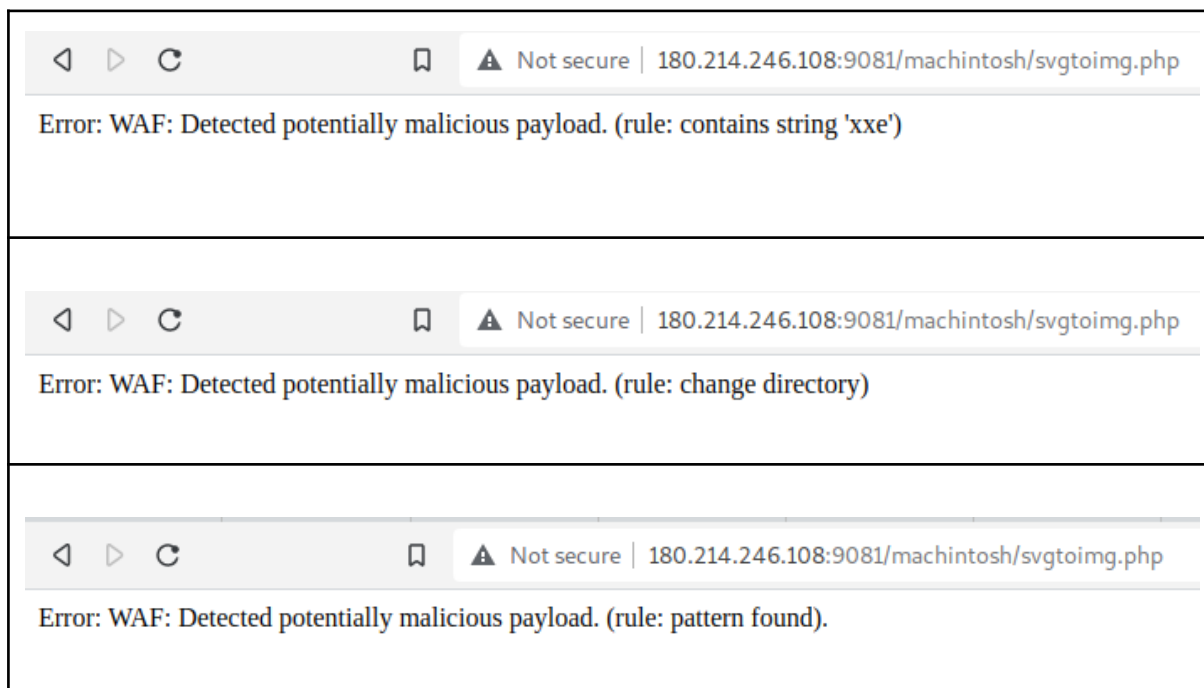 Not secure | 180.214.246.108:9081/machintosh/svgtoimg.php
Error: WAF: Detected potentially malicious payload. (rule: contains string 'xxe')
Not secure | 180.214.246.108:9081/machintosh/svgtoimg.php
Error: WAF: Detected potentially malicious payload. (rule: change directory)
Not secure | 180.214.246.108:9081/machintosh/svgtoimg.php
Error: WAF: Detected potentially malicious payload. (rule: pattern found).